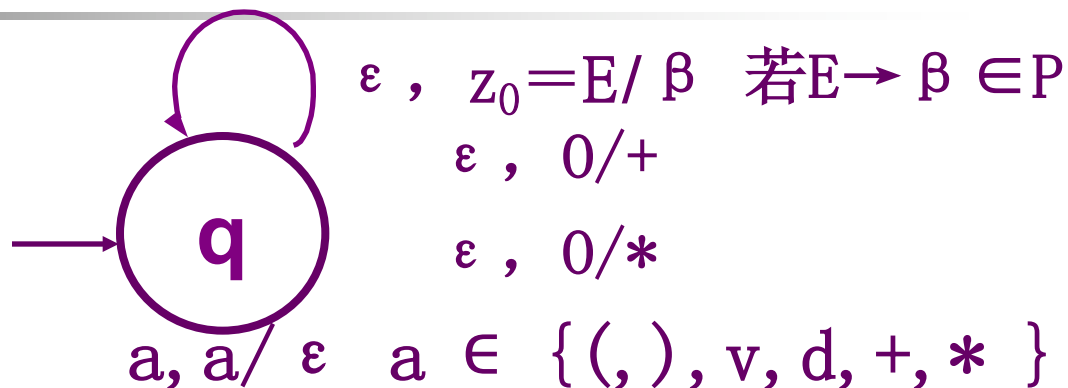 ε , z₀=E/β 若E→β∈P
ε , 0/+
ε , 0/*
q
a,a/ε a∈{(,),v,d,+,* }